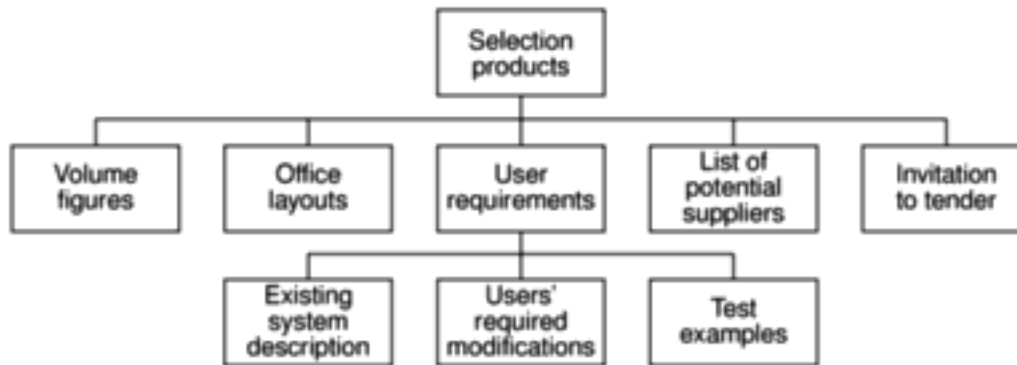 Selection
products
Volume
figures
Office
layouts
User
requirements
List of
potential
suppliers
Invitation
to tender
Existing
system
description
Users'
required
modifications
Test
examples